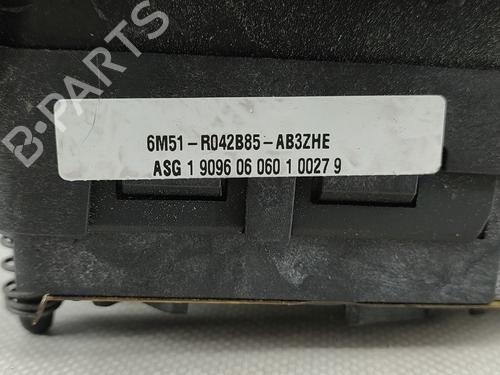 B-PARTS
6M51-R042B85-AB3ZHE
ASG 1 9096 06 060 1 0027 9